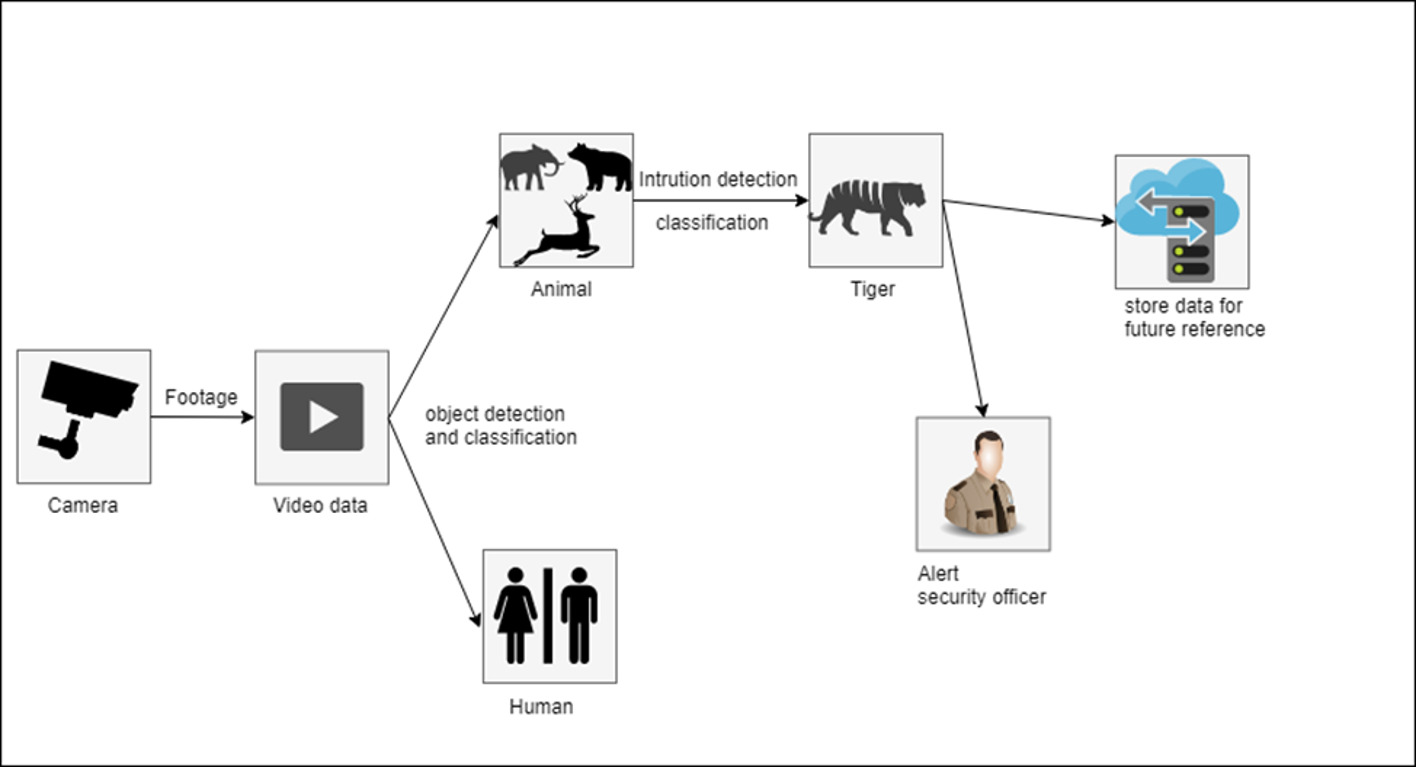 Intrution detection
classification
Animal
Tiger
store data for
future reference
Footage
object detection
and classification
Camera
Video data
Alert
security officer
Human